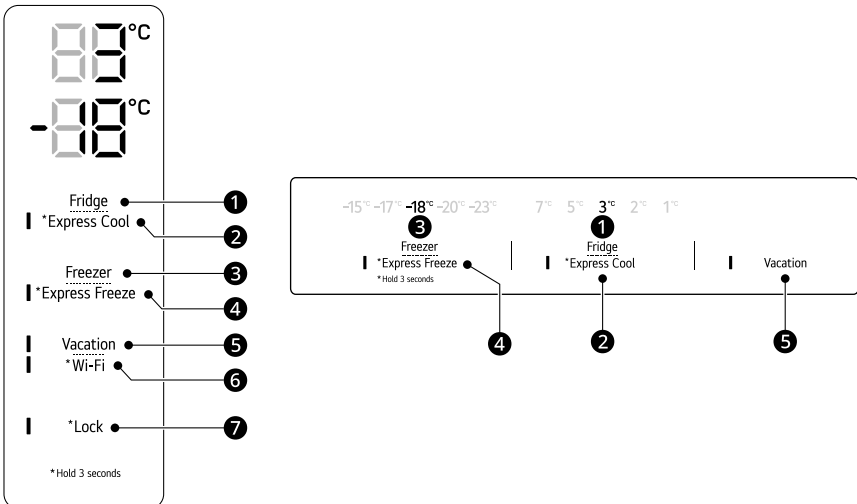 3°C
-18°C
Fridge
*Express Cool
Freezer
*Express Freeze
Vacation
*Wi-Fi
*Lock
*Hold 3 seconds
1
2
3
4
5
6
7
-15°C -17°C -18°C -20°C -23°C 7°C 5°C 3°C 2°C 1°C
3
Freezer
*Express Freeze
*Hold 3 seconds
1
Fridge
*Express Cool
Vacation
4
2
5